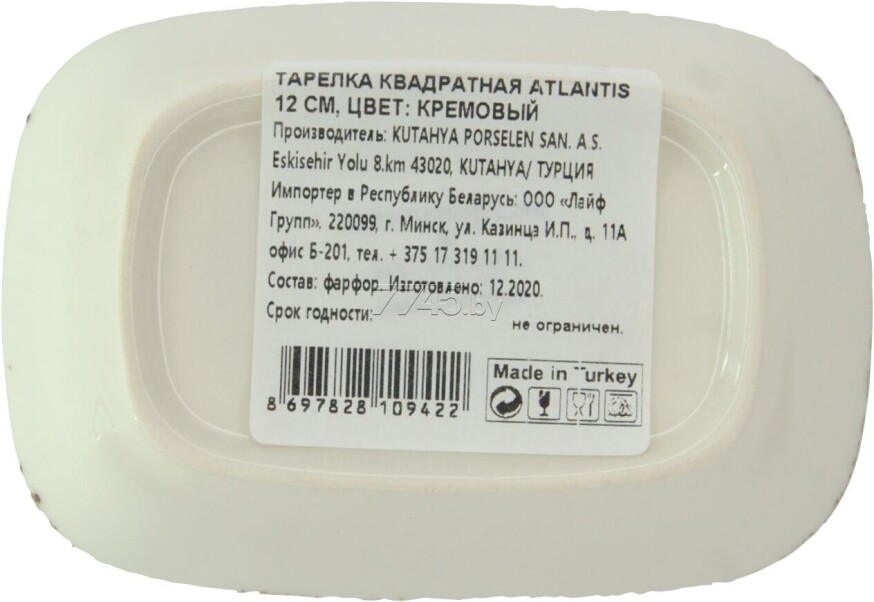 ТАРЕЛКА КВАДРАТНАЯ ATLANTIS
12 СМ, ЦВЕТ: КРЕМОВЫЙ
Производитель: KUTAHYA PORSELEN SAN. A.S.
Eskisehir Yolu 8.km 43020, KUTAHYA/ ТУРЦИЯ
Импортер в Республику Беларусь: ООО «Лайф
Групп», 220099, г. Минск, ул. Казинца И.П., д. 11А
офис Б-201, тел. + 375 17 319 11 11.
Состав: фарфор. Изготовлено: 12.2020.
7745.by
Срок годности:
не ограничен.
Made in Turkey
8 697828 109422